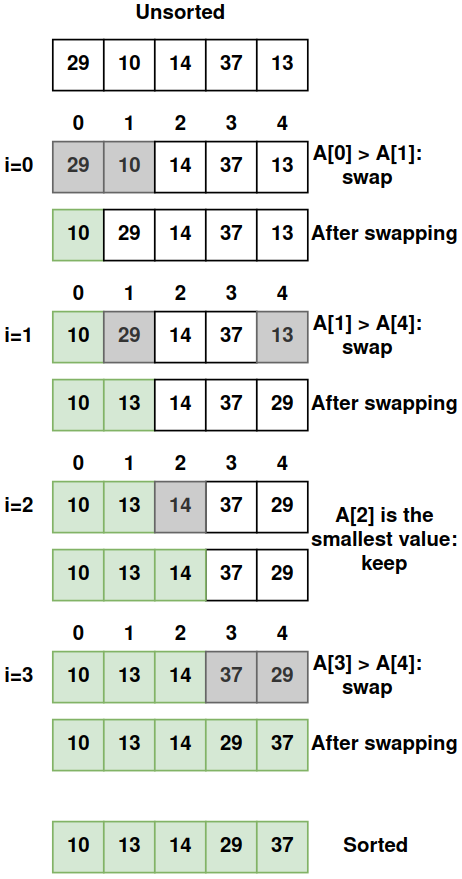 Unsorted
29 10 14 37 13
0 1 2 3 4
i=0 29 10 14 37 13 A[0] > A[1]:
swap
10 29 14 37 13 After swapping
0 1 2 3 4
i=1 10 29 14 37 13 A[1] > A[4]:
swap
10 13 14 37 29 After swapping
0 1 2 3 4
i=2 10 13 14 37 29
A[2] is the
smallest value:
keep
10 13 14 37 29
0 1 2 3 4
i=3 10 13 14 37 29 A[3] > A[4]:
swap
10 13 14 29 37 After swapping
10 13 14 29 37 Sorted